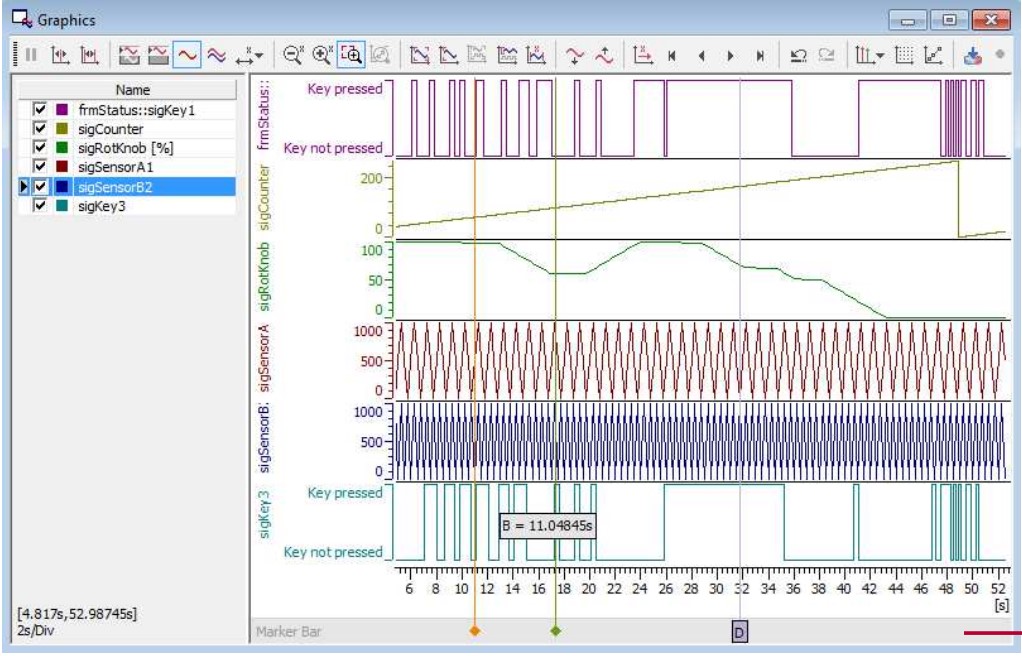 Graphics
Name
frmStatus::sigKey1
sigCounter
sigRotKnob [%]
sigSensorA1
sigSensorB2
sigKey3
[4.817s,52.98745s]
2s/Div
frmStatus::
Key pressed
Key not pressed
sigCounter
200
0
sigRotKnob
100
50
0
sigSensorA
1000
500
0
sigSensorB:
1000
500
0
sigKey3
Key pressed
Key not pressed
B = 11.04845s
6 8 10 12 14 16 18 20 22 24 26 28 30 32 34 36 38 40 42 44 46 48 50 52
[s]
Marker Bar
D